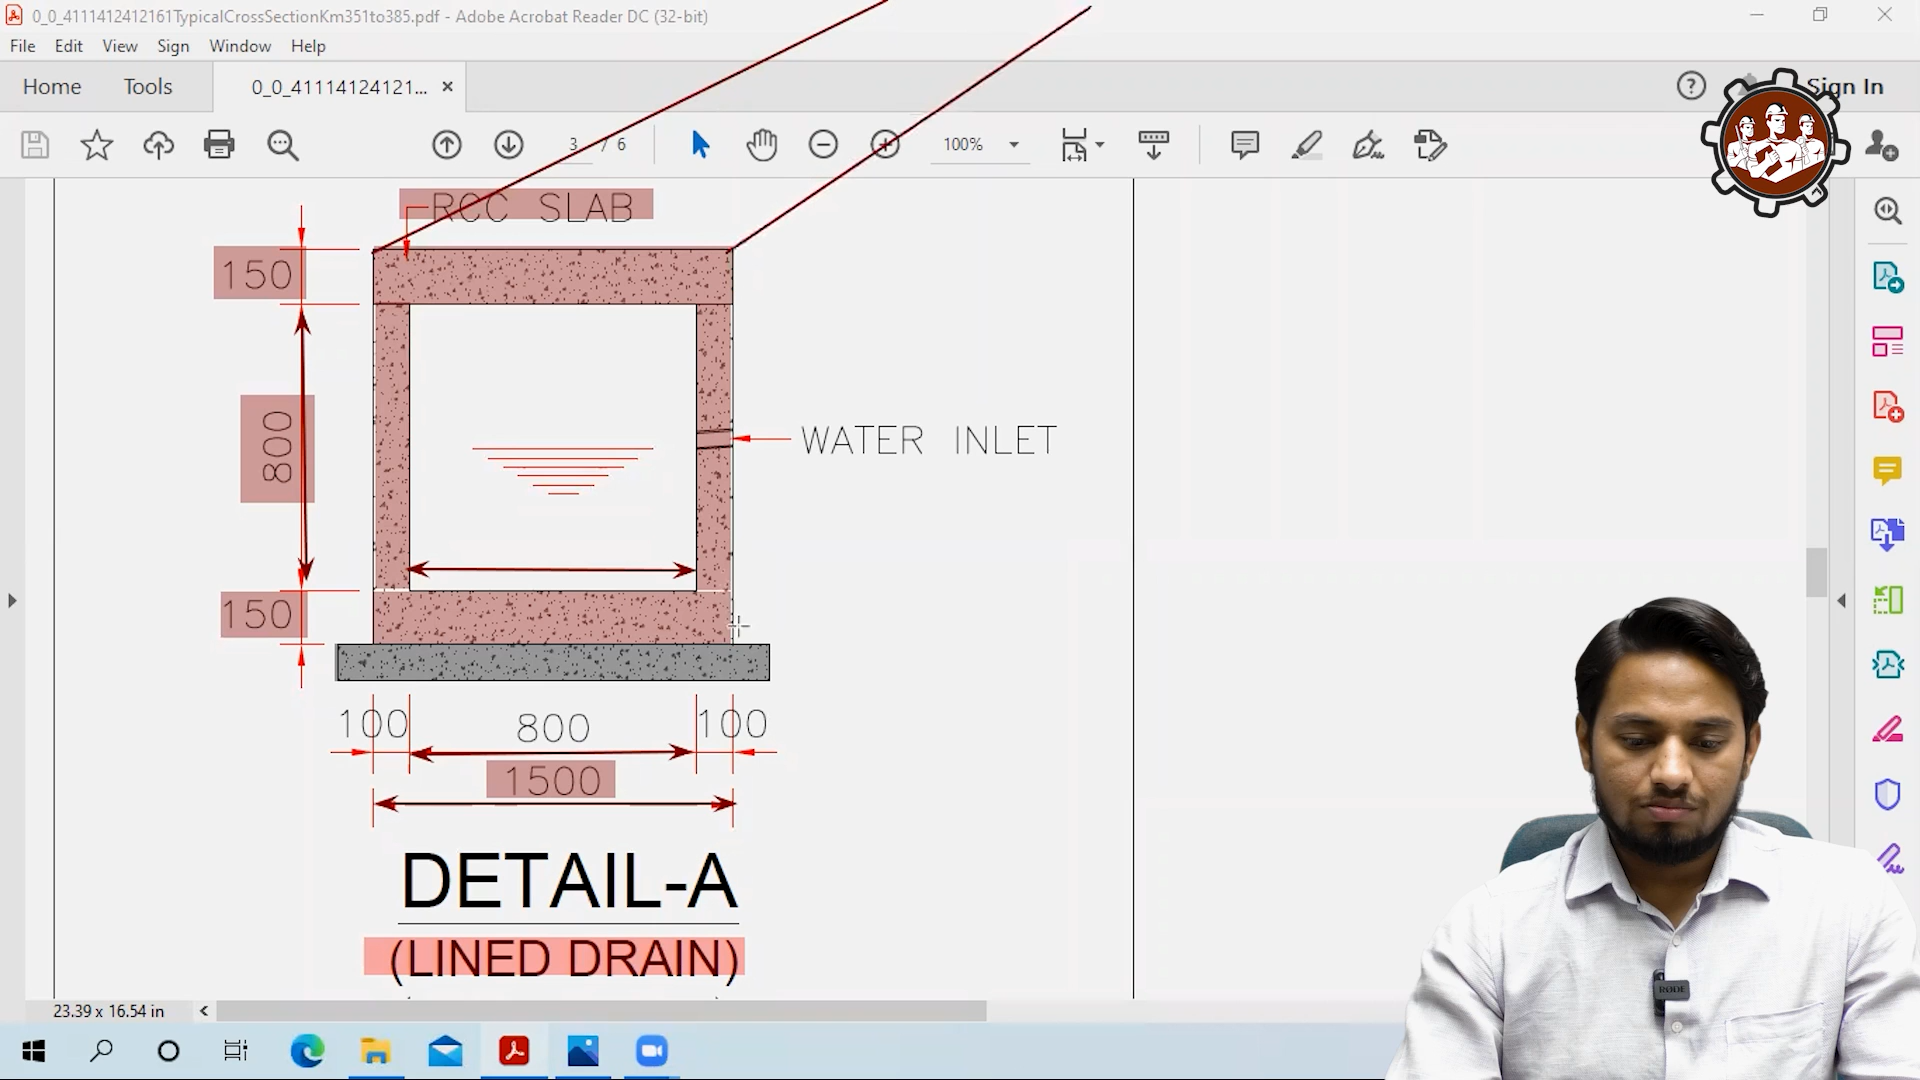 0_0_4111412412161TypicalCrossSectionKm351to385.pdf - Adobe Acrobat Reader DC (32-bit)
File Edit View Sign Window Help
Home Tools 0_0_41114124121... × Sign In
3 / 6 100%
RCC SLAB
150
800
WATER INLET
150
100 800 100
1500
DETAIL-A
(LINED DRAIN)
RØDE
23.39 x 16.54 in